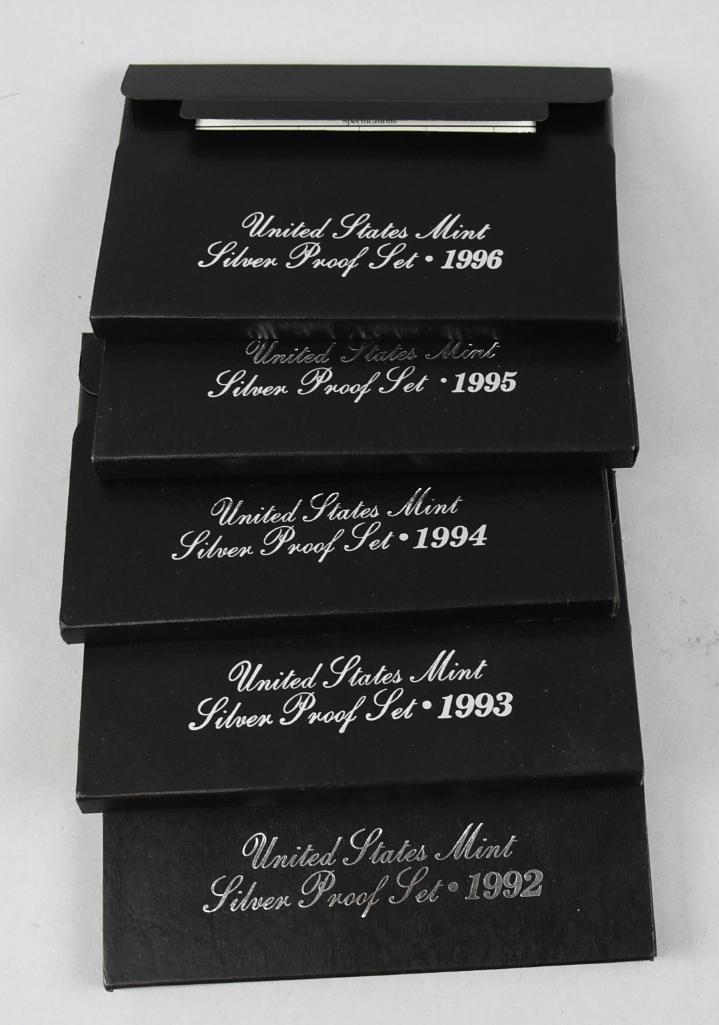 Specifications
United States Mint
Silver Proof Set • 1996
United States Mint
Silver Proof Set • 1995
United States Mint
Silver Proof Set • 1994
United States Mint
Silver Proof Set • 1993
United States Mint
Silver Proof Set • 1992